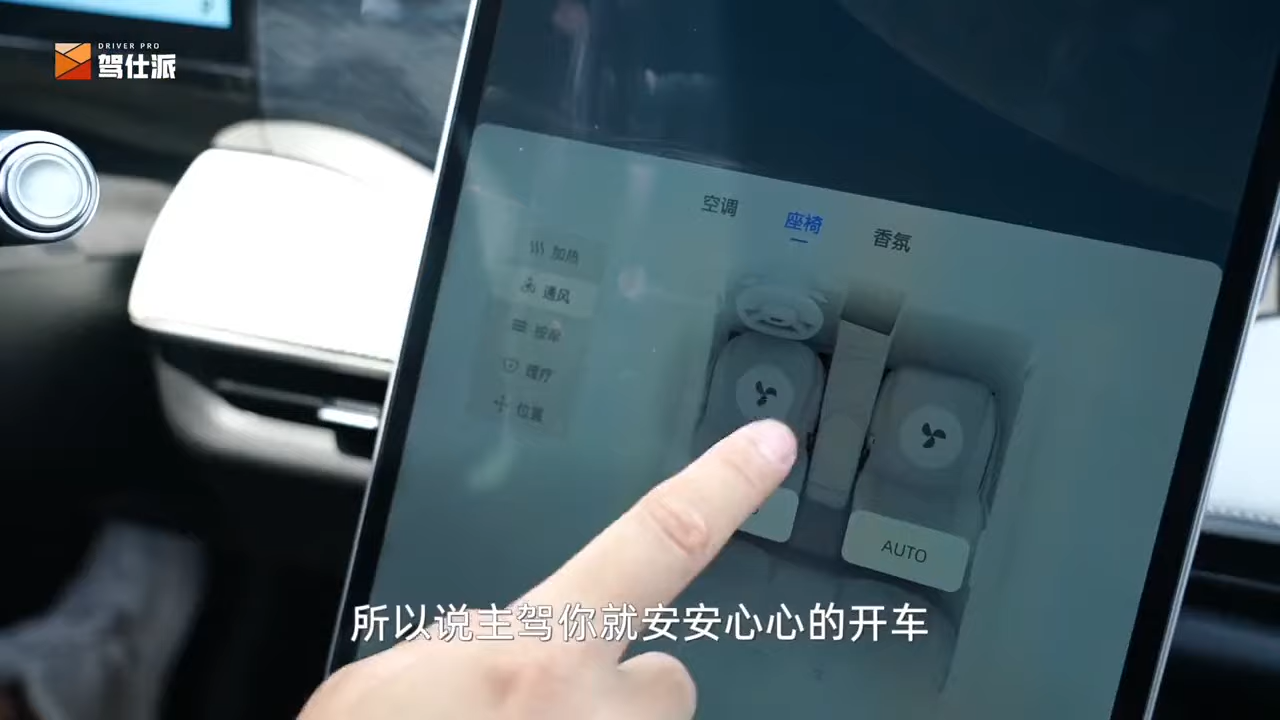 DRIVER PRO
驾仕派
空调
座椅
香氛
加热
通风
按摩
理疗
位置
AUTO
所以说主驾你就安安心心的开车